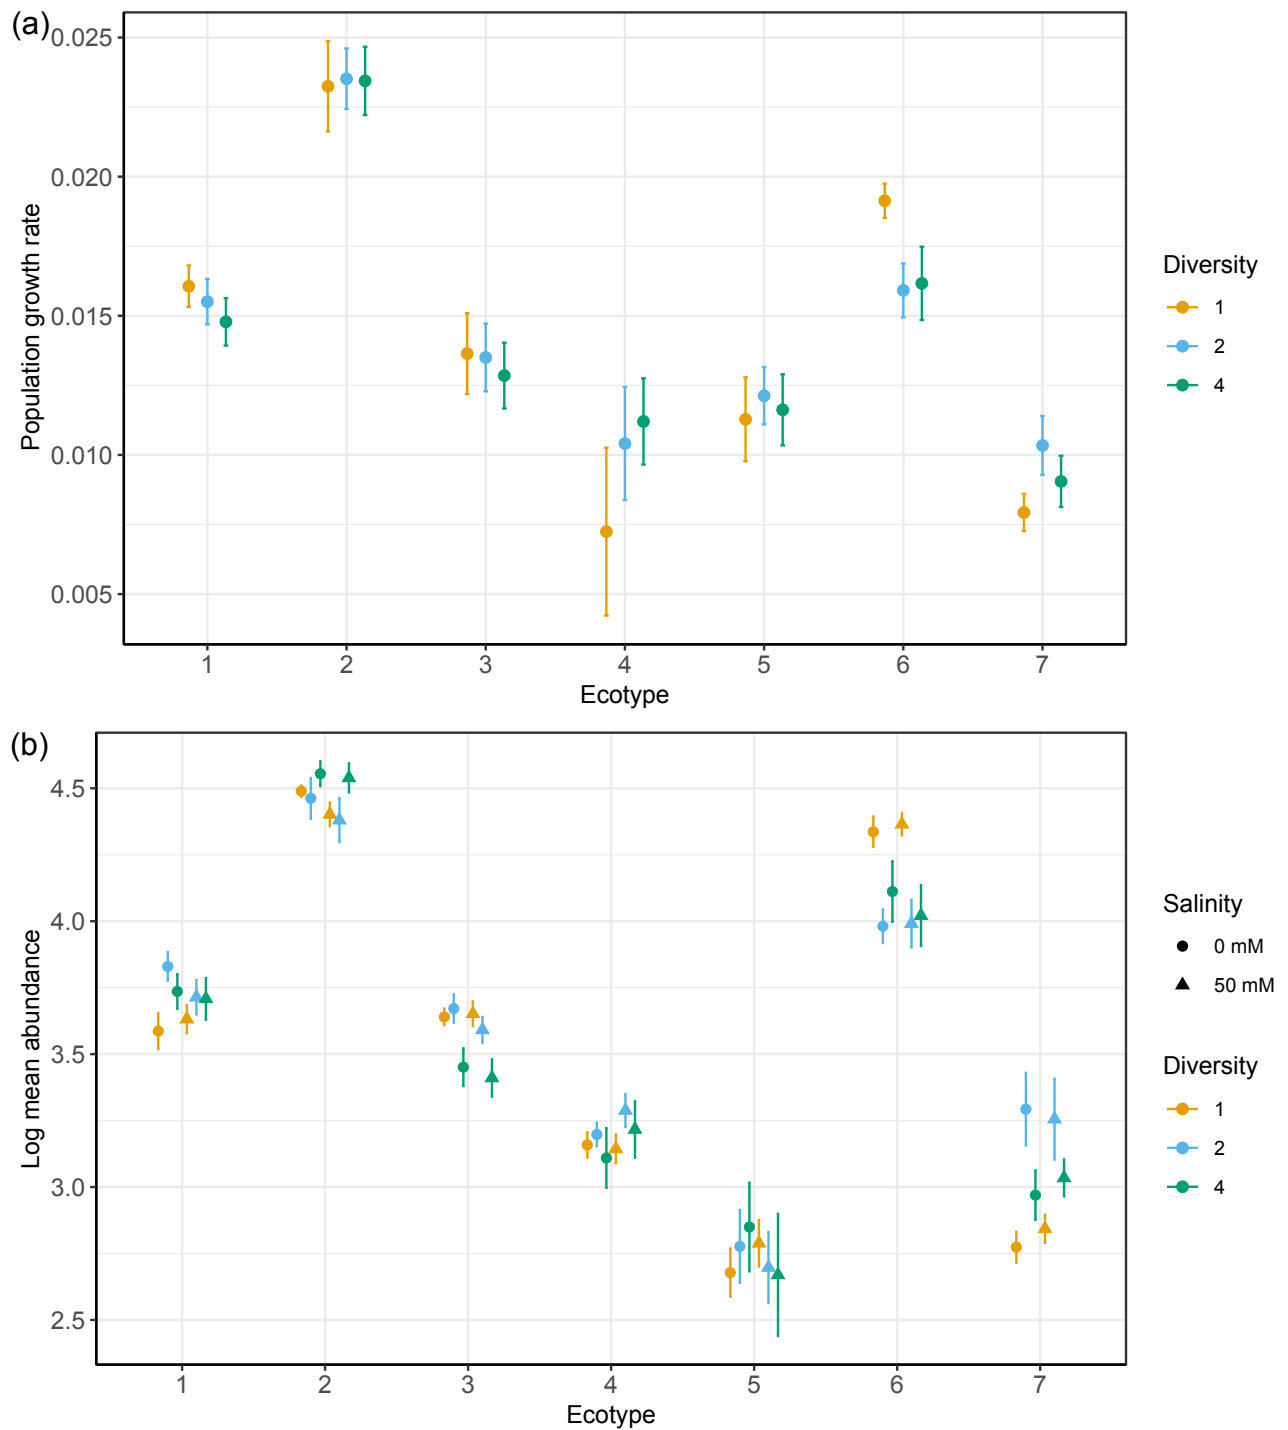 (a)
0.025
0.020
0.015
0.010
0.005
Population growth rate
1 2 3 4 5 6 7
Ecotype
Diversity
1
2
4
(b)
4.5
4.0
3.5
3.0
2.5
Log mean abundance
1 2 3 4 5 6 7
Ecotype
Salinity
0 mM
50 mM
Diversity
1
2
4